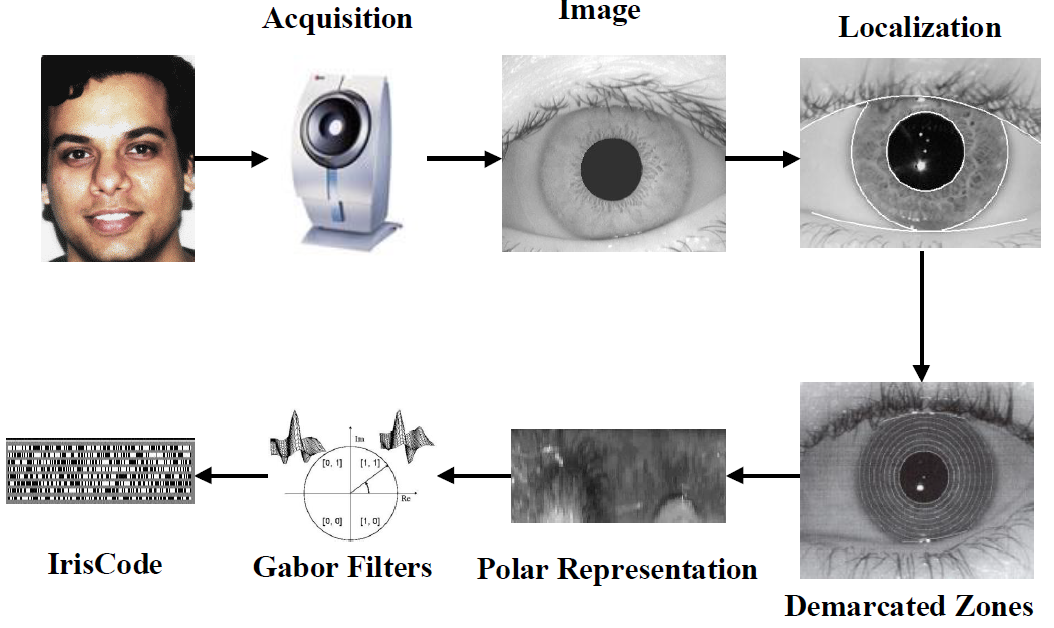 Acquisition
Image
Localization
Im
[0, 1]
[1, 1]
Re
[0, 0]
[1, 0]
IrisCode
Gabor Filters
Polar Representation
Demarcated Zones